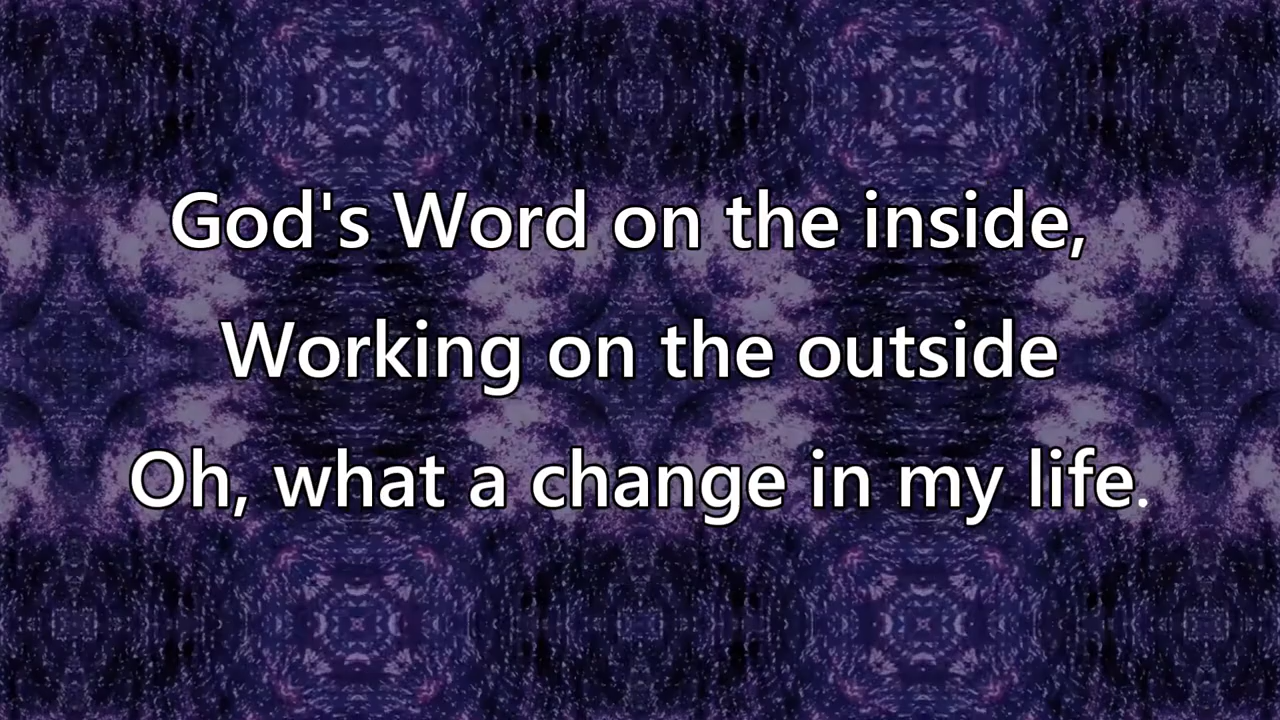 God's Word on the inside,
Working on the outside
Oh, what a change in my life.